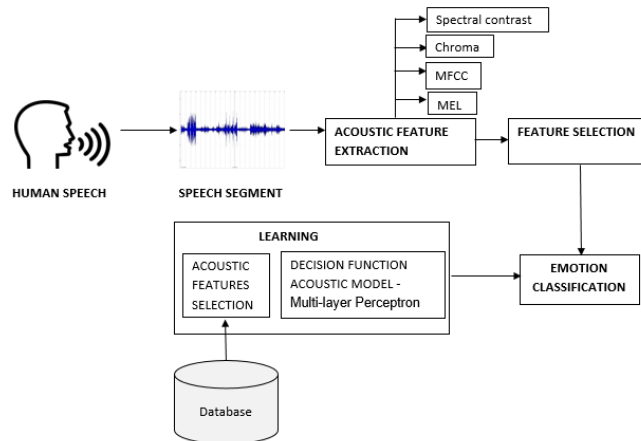 Spectral contrast
Chroma
MFCC
MEL
HUMAN SPEECH
SPEECH SEGMENT
ACOUSTIC FEATURE
EXTRACTION
FEATURE SELECTION
LEARNING
ACOUSTIC
FEATURES
SELECTION
DECISION FUNCTION
ACOUSTIC MODEL -
Multi-layer Perceptron
EMOTION
CLASSIFICATION
Database